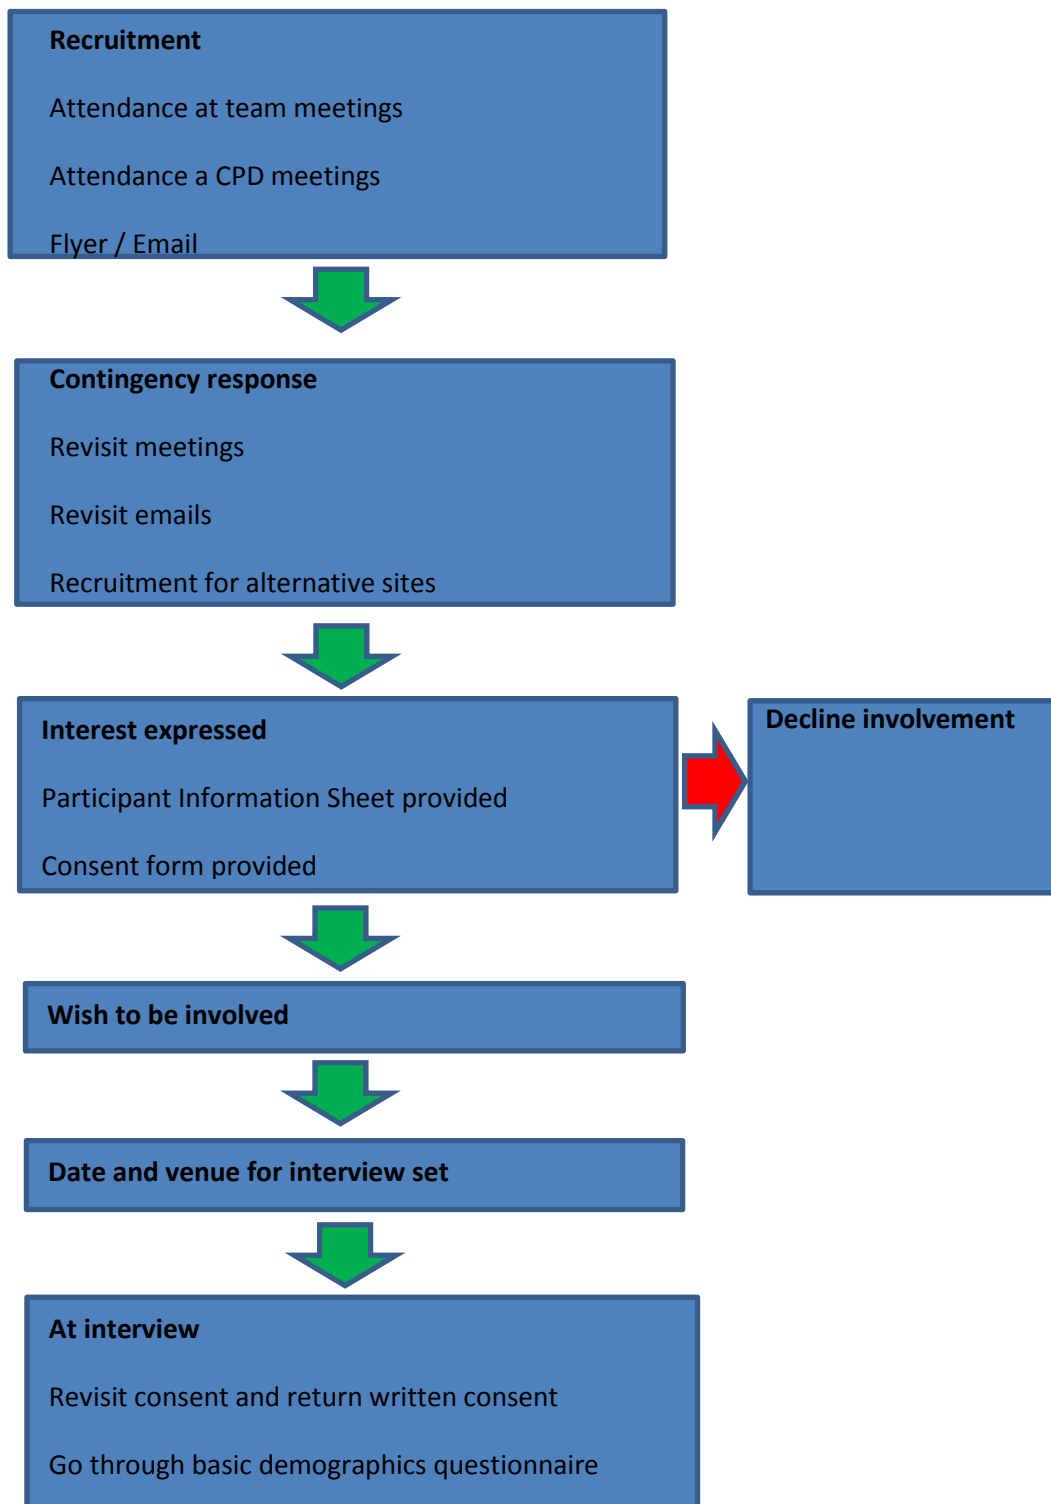 Recruitment
Attendance at team meetings
Attendance a CPD meetings
Flyer / Email
Contingency response
Revisit meetings
Revisit emails
Recruitment for alternative sites
Interest expressed
Participant Information Sheet provided
Consent form provided
Decline involvement
Wish to be involved
Date and venue for interview set
At interview
Revisit consent and return written consent
Go through basic demographics questionnaire